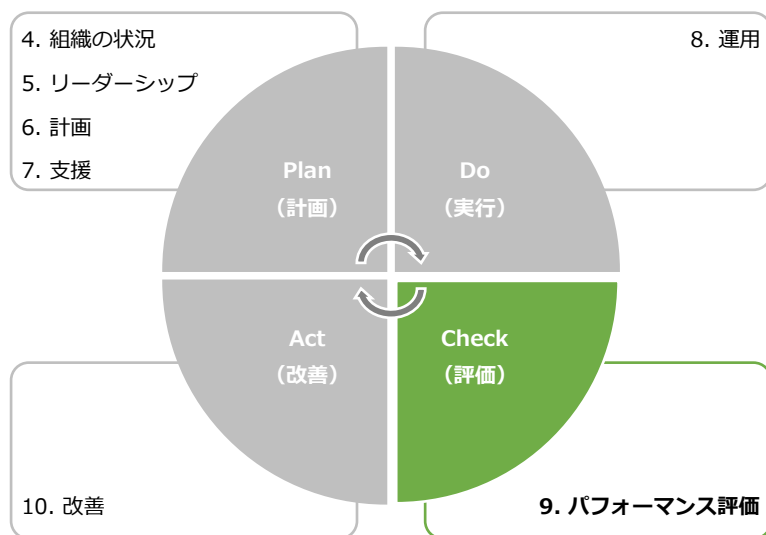 4. 組織の状況
5. リーダーシップ
6. 計画
7. 支援
8. 運用
Plan
（計画）
Do
（実行）
Act
（改善）
Check
（評価）
10. 改善
9. パフォーマンス評価